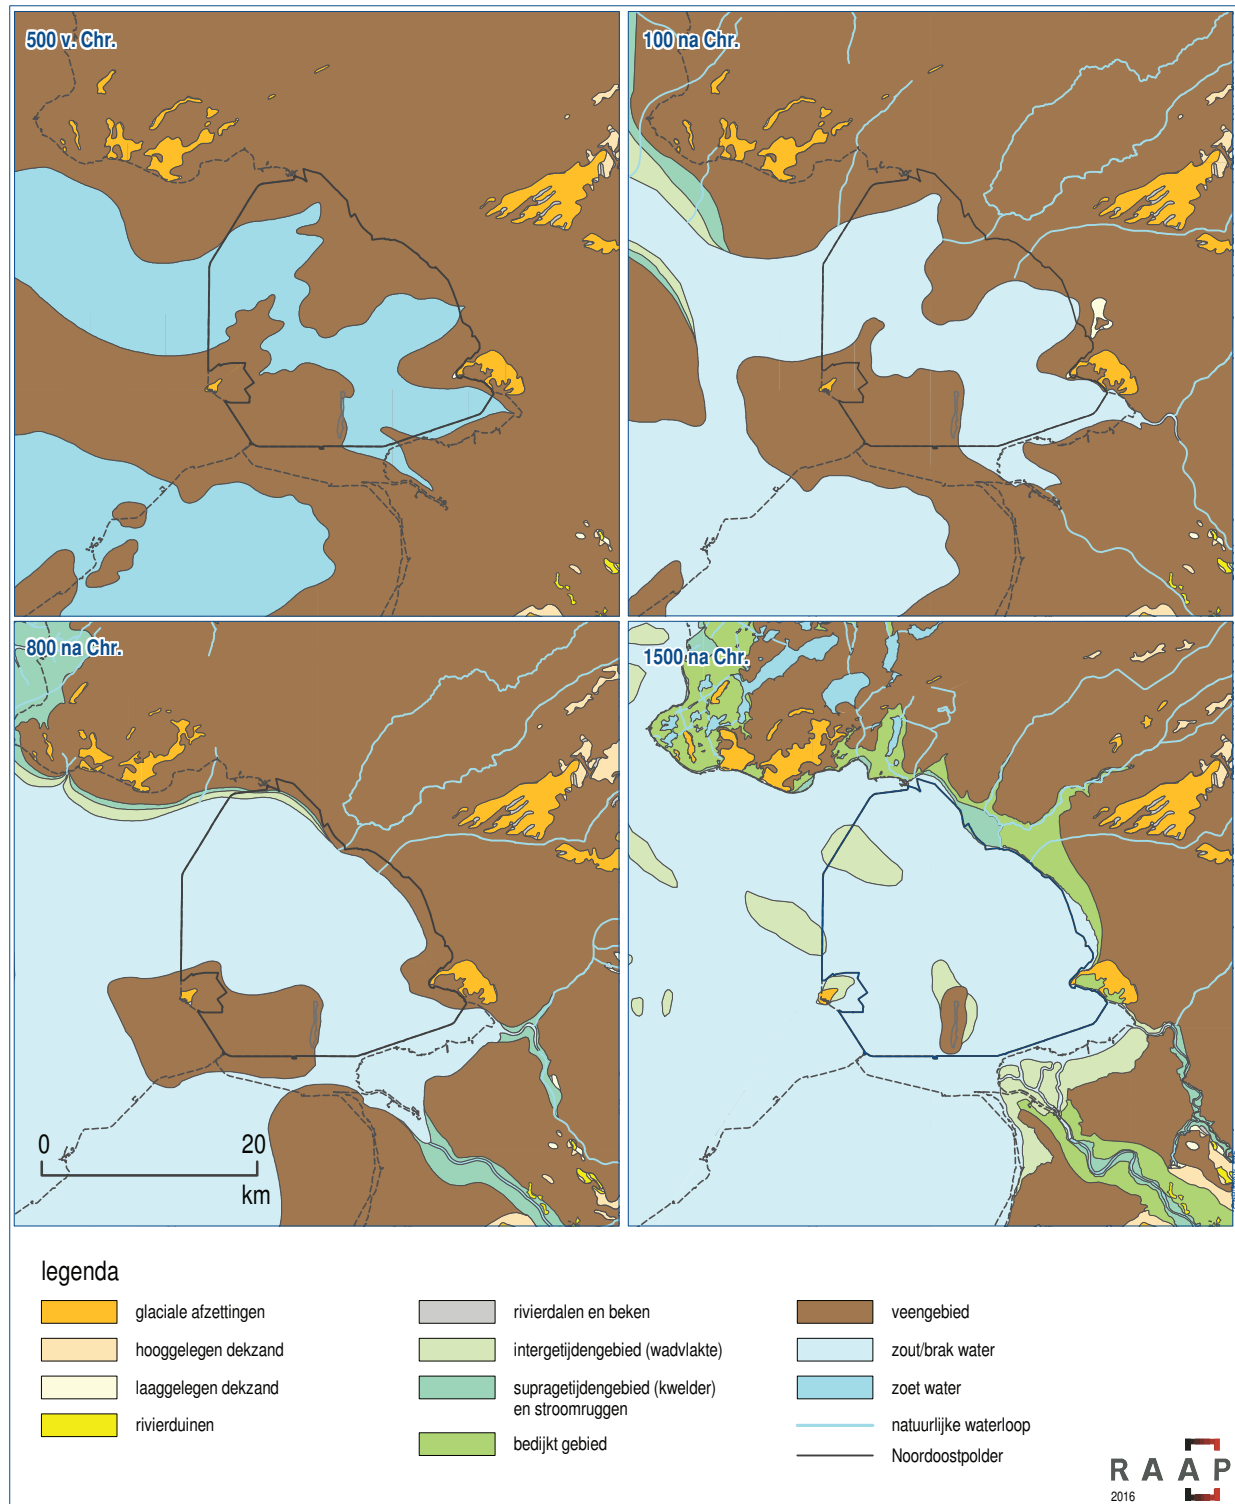 500 v. Chr.
100 na Chr.
800 na Chr.
1500 na Chr.
0 20
km
legenda
glaciale afzettingen
hooggelegen dekzand
laaggelegen dekzand
rivierduinen
rivierdalen en beken
intergetijdengebied (wadvlakte)
supragetijdengebied (kwelder)
en stroomruggen
bedijkt gebied
veengebied
zout/brak water
zoet water
natuurlijke waterloop
Noordoostpolder
RAAP
2016